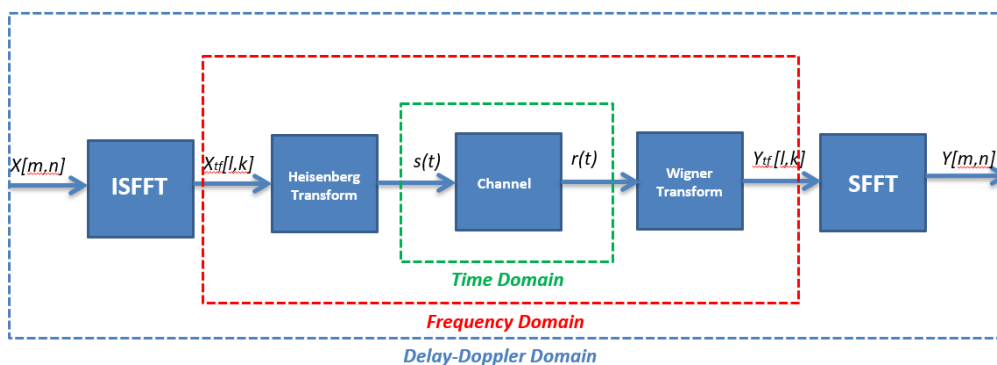 X[m,n]
ISFFT
Xtf[l,k]
Heisenberg
Transform
s(t)
Channel
r(t)
Wigner
Transform
Ytf[l,k]
SFFT
Y[m,n]
Time Domain
Frequency Domain
Delay-Doppler Domain